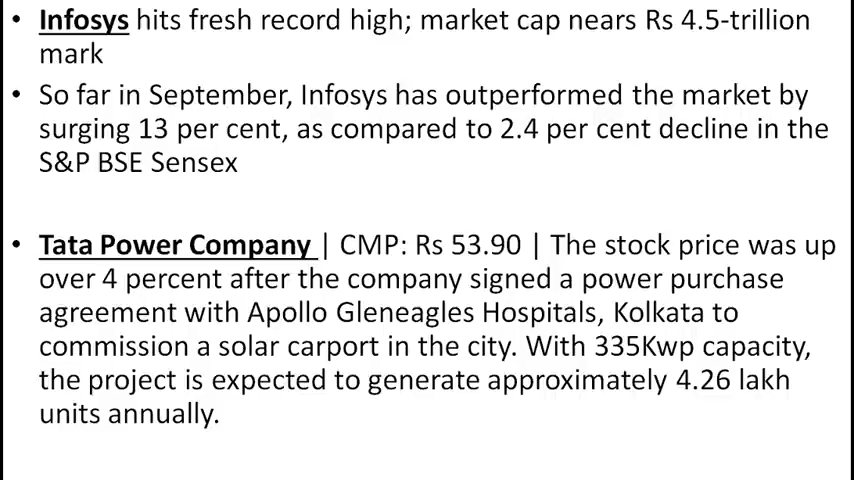 • Infosys hits fresh record high; market cap nears Rs 4.5-trillion
mark
• So far in September, Infosys has outperformed the market by
surging 13 per cent, as compared to 2.4 per cent decline in the
S&P BSE Sensex
• Tata Power Company | CMP: Rs 53.90 | The stock price was up
over 4 percent after the company signed a power purchase
agreement with Apollo Gleneagles Hospitals, Kolkata to
commission a solar carport in the city. With 335Kwp capacity,
the project is expected to generate approximately 4.26 lakh
units annually.